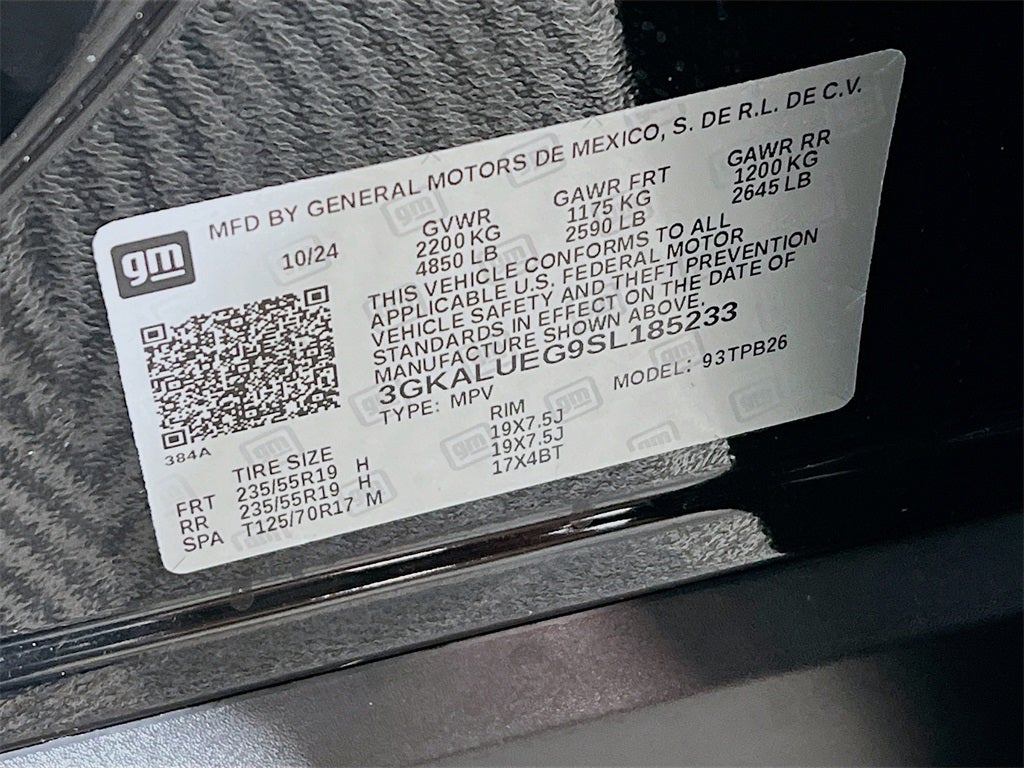 MFD BY GENERAL MOTORS DE MEXICO, S. DE R.L. DE C.V.
gm
10/24
GVWR
2200 KG
4850 LB
GAWR FRT
1175 KG
2590 LB
GAWR RR
1200 KG
2645 LB
THIS VEHICLE CONFORMS TO ALL
APPLICABLE U.S. FEDERAL MOTOR
VEHICLE SAFETY AND THEFT PREVENTION
STANDARDS IN EFFECT ON THE DATE OF
MANUFACTURE SHOWN ABOVE.
3GKALUEG9SL185233
TYPE: MPV
MODEL: 93TPB26
384A
TIRE SIZE RIM
FRT 235/55R19 H 19X7.5J
RR 235/55R19 H 19X7.5J
SPA T125/70R17 M 17X4BT